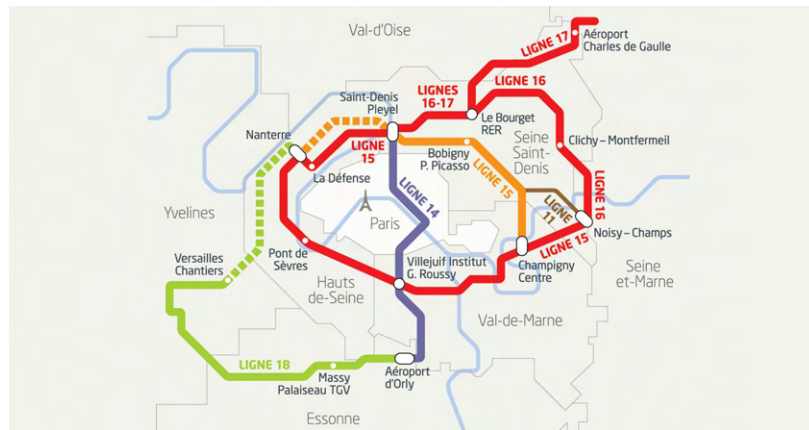 Val-d'Oise
LIGNE 17
Aéroport
Charles de Gaulle
Saint-Denis
Pleyel
LIGNES
16-17
LIGNE 16
Le Bourget
RER
Nanterre
LIGNE
15
Bobigny
P. Picasso
Seine
Saint-
Denis
Clichy – Montfermeil
La Défense
LIGNE 14
LIGNE 15
LIGNE
11
LIGNE 16
Yvelines
Paris
Noisy – Champs
LIGNE 15
Versailles
Chantiers
Pont de
Sèvres
Villejuif Institut
G. Roussy
Champigny
Centre
Seine
et-Marne
Hauts
de-Seine
Val-de-Marne
LIGNE 18
Massy
Palaiseau TGV
Aéroport
d'Orly
Essonne